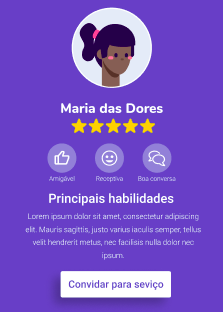 Maria das Dores
Amigável
Receptiva
Boa conversa
Principais habilidades
Lorem ipsum dolor sit amet, consectetur adipiscing
elit. Mauris sagittis, justo varius iaculis semper, tellus
velit hendrerit metus, nec facilisis nulla dolor nec
ipsum.
Convidar para seviço